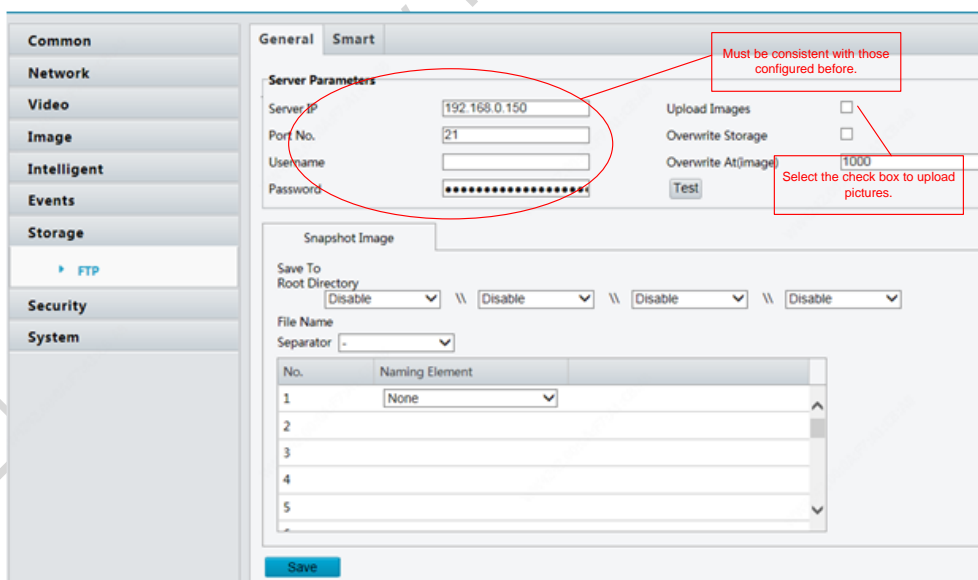 Common
Network
Video
Image
Intelligent
Events
Storage
FTP
Security
System
General Smart
Must be consistent with those
configured before.
Server Parameters
Server IP 192.168.0.150 Upload Images
Port No. 21 Overwrite Storage
Username Overwrite At(image) 1000
Password ●●●●●●●●●●●●●●●●●●● Test
Select the check box to upload
pictures.
Snapshot Image
Save To
Root Directory
Disable \\ Disable \\ Disable \\ Disable
File Name
Separator -
No. Naming Element
1 None
2
3
4
5
Save